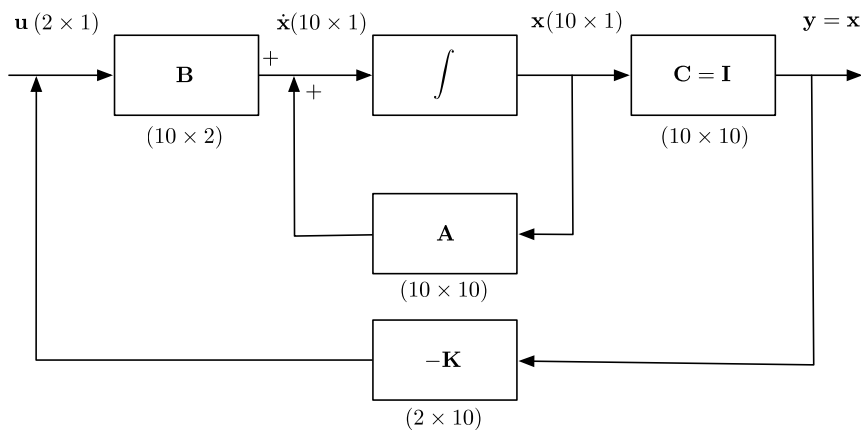 u (2 × 1)
ẋ(10 × 1)
x(10 × 1)
y = x
+
B
∫
C = I
+
(10 × 2)
(10 × 10)
A
(10 × 10)
−K
(2 × 10)